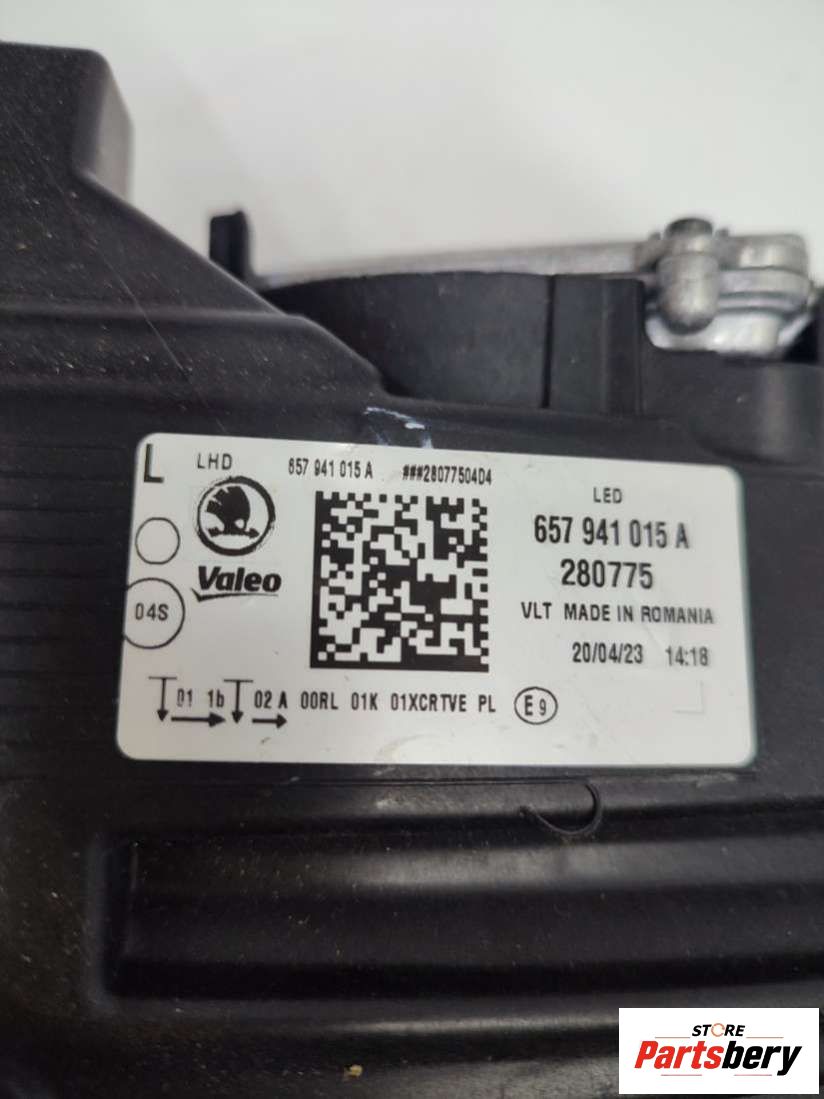 L LHD 657 941 015 A ###28077504D4
LED
657 941 015 A
Valeo
280775
04S
VLT MADE IN ROMANIA
20/04/23 14:18
01 1b 02 A 00RL 01K 01XCRTVE PL E9
STORE
Partsbery